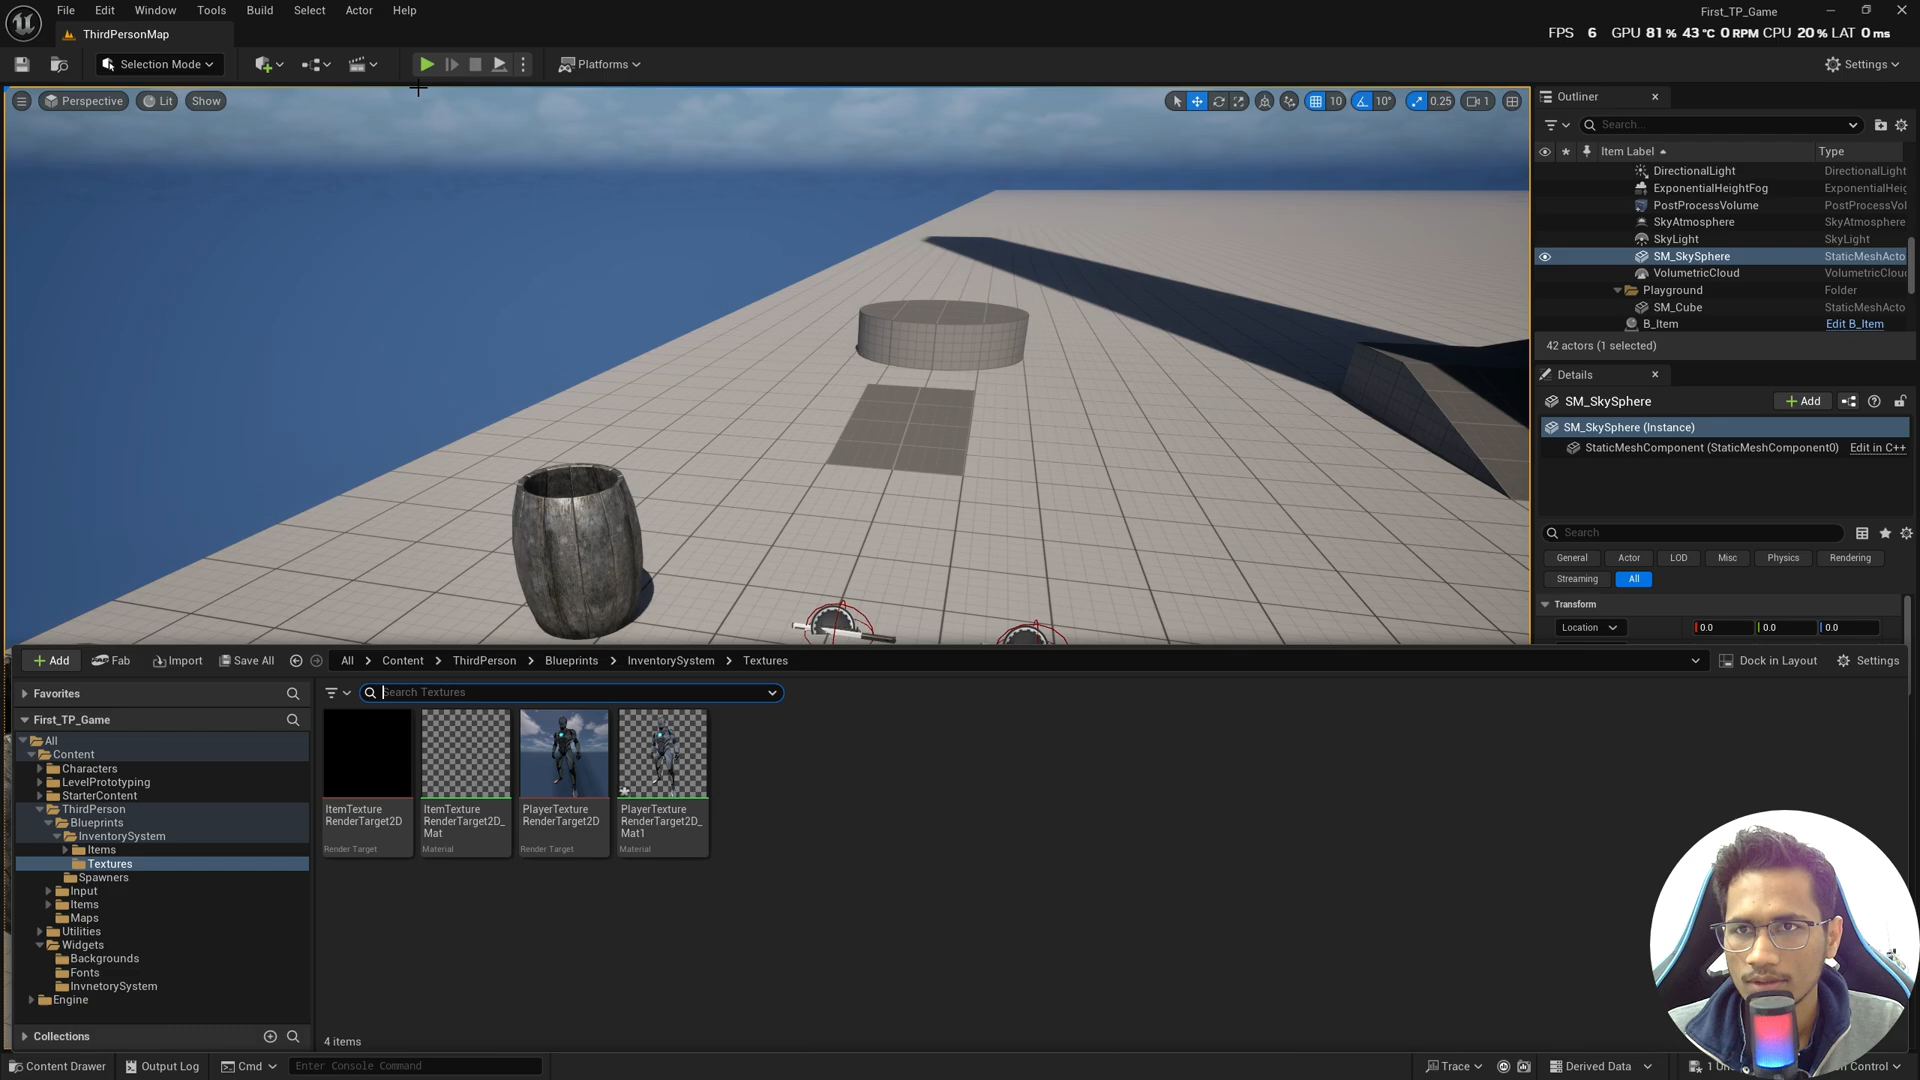 File Edit Window Tools Build Select Actor Help
First_TP_Game
ThirdPersonMap
FPS 6 GPU 81 % 43 °C 0 RPM CPU 20 % LAT 0 ms
Selection Mode
Platforms
Settings
Perspective Lit Show
10 10° 0.25 1
Outliner
Search...
Item Label Type
DirectionalLight DirectionalLight
ExponentialHeightFog ExponentialHeig
PostProcessVolume PostProcessVol
SkyAtmosphere SkyAtmosphere
SkyLight SkyLight
SM_SkySphere StaticMeshActo
VolumetricCloud VolumetricClou
Playground Folder
SM_Cube StaticMeshActo
B_Item Edit B_Item
42 actors (1 selected)
Details
SM_SkySphere
Add
SM_SkySphere (Instance)
StaticMeshComponent (StaticMeshComponent0) Edit in C++
Search
General Actor LOD Misc Physics Rendering
Streaming All
Transform
Location 0.0 0.0 0.0
Add Fab Import Save All All Content ThirdPerson Blueprints InventorySystem Textures Dock in Layout Settings
Favorites
Search Textures
First_TP_Game
All
Content
Characters
LevelPrototyping
StarterContent
ThirdPerson
Blueprints
InventorySystem
Items
Textures
Spawners
Input
Items
Maps
Utilities
Widgets
Backgrounds
Fonts
InvnetorySystem
Engine
Collections
ItemTexture
RenderTarget2D
Render Target
ItemTexture
RenderTarget2D_
Mat
Material
PlayerTexture
RenderTarget2D
Render Target
PlayerTexture
RenderTarget2D_
Mat1
Material
4 items
Content Drawer Output Log Cmd Enter Console Command Trace Derived Data 1 Un Control